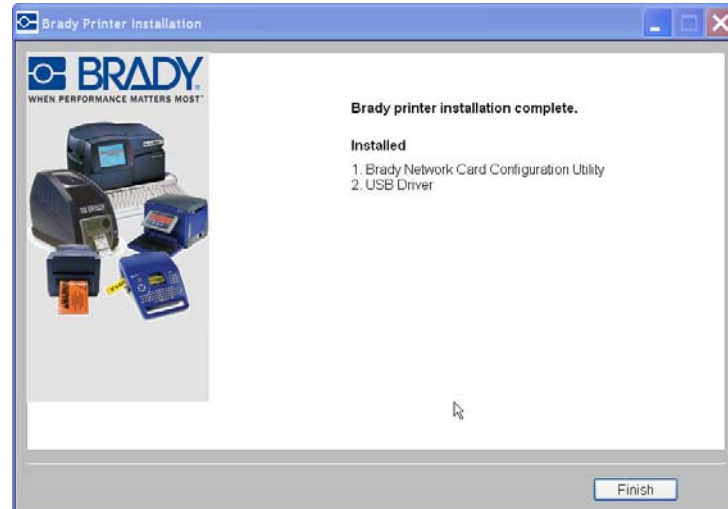 Brady Printer Installation
BRADY
WHEN PERFORMANCE MATTERS MOST™
Brady printer installation complete.
Installed
1. Brady Network Card Configuration Utility
2. USB Driver
Finish